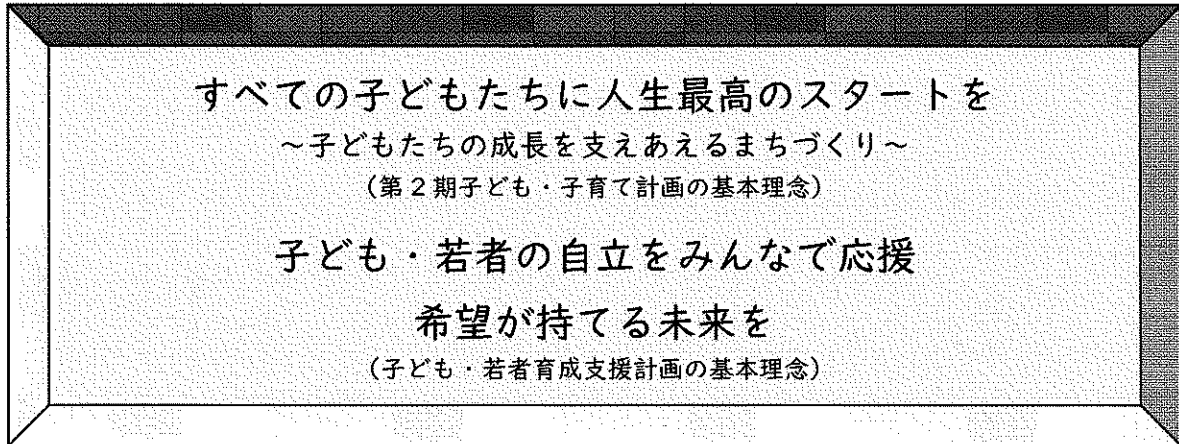 すべての子どもたちに人生最高のスタートを
～子どもたちの成長を支えあえるまちづくり～
（第２期子ども・子育て計画の基本理念）
子ども・若者の自立をみんなで応援
希望が持てる未来を
（子ども・若者育成支援計画の基本理念）